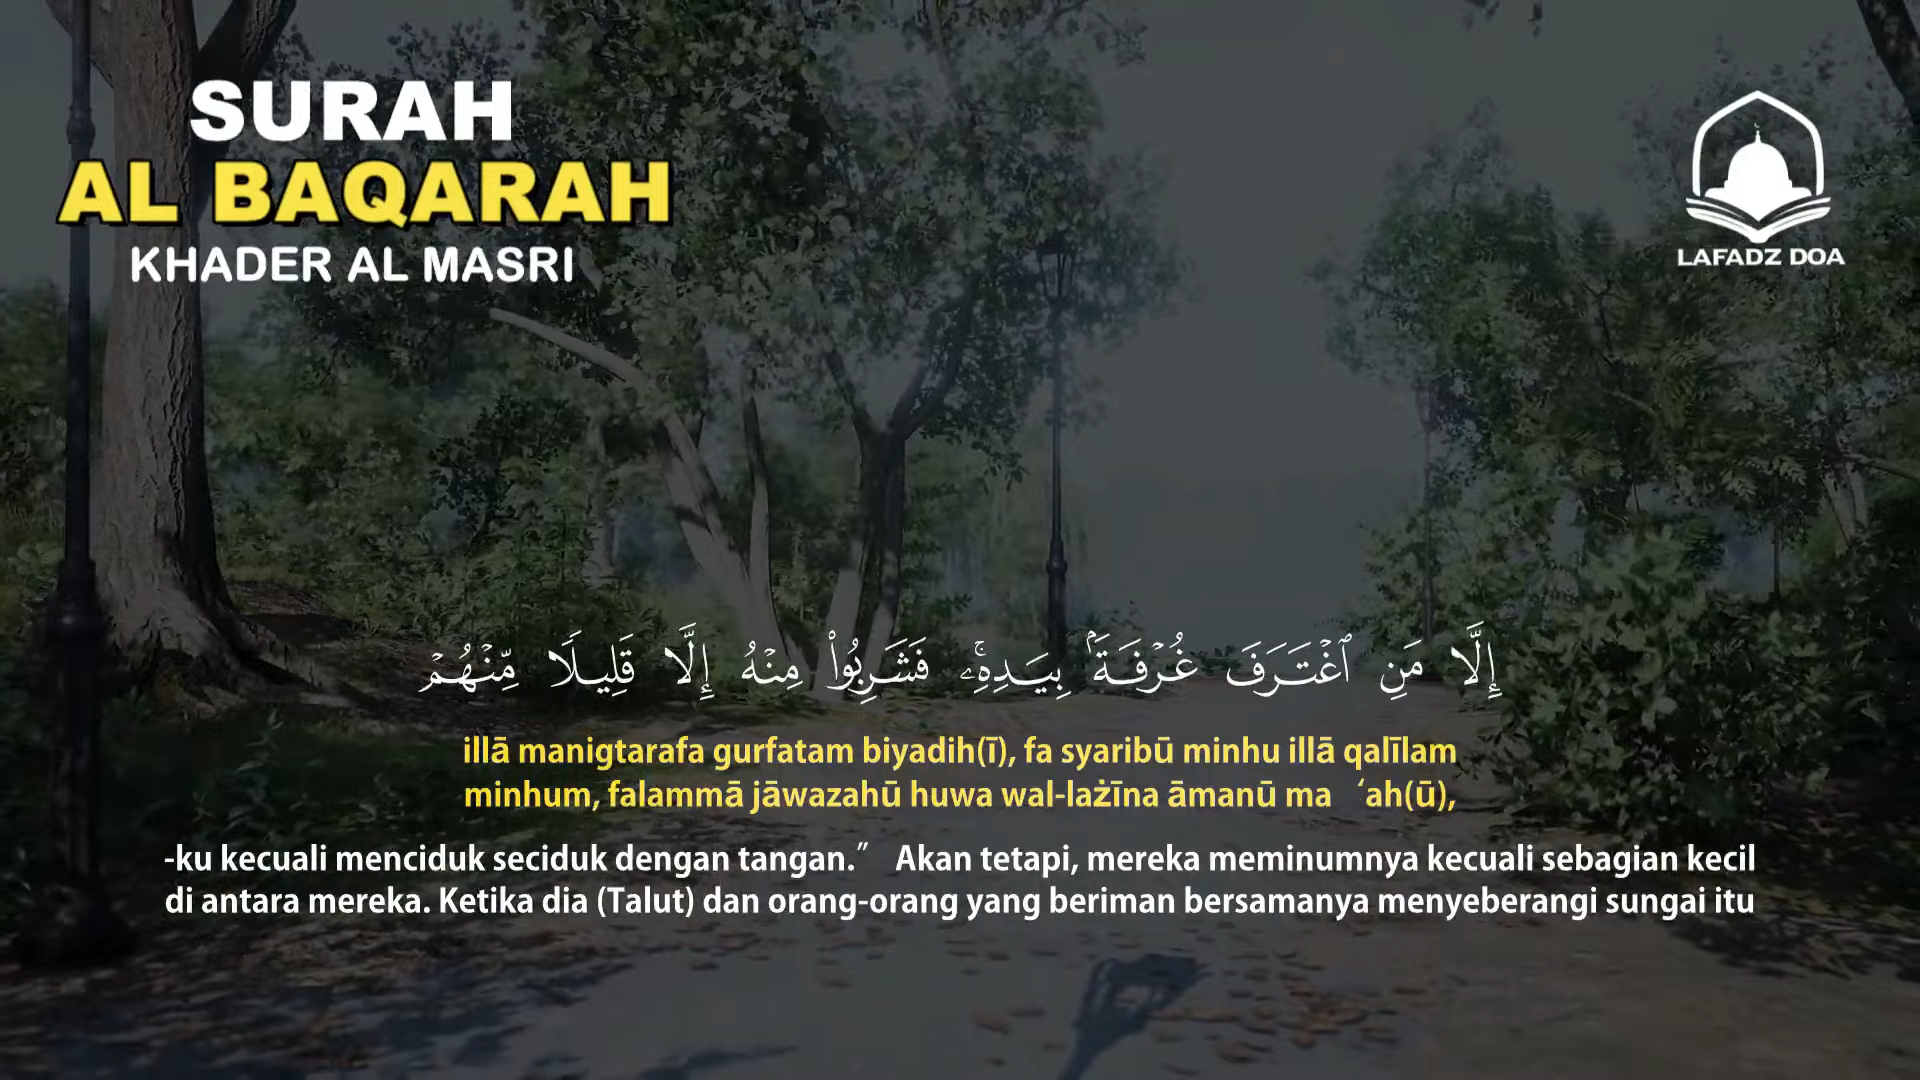 SURAH
AL BAQARAH
KHADER AL MASRI
LAFADZ DOA
إِلَّا مَنِ ٱغْتَرَفَ غُرْفَةًۢ بِيَدِهِۦۚ فَشَرِبُوا۟ مِنْهُ إِلَّا قَلِيلًا مِّنْهُمْ
illā manigtarafa gurfatam biyadih(ī), fa syaribū minhu illā qalīlam
minhum, falammā jāwazahū huwa wal-lażīna āmanū ma ‘ah(ū),
-ku kecuali menciduk seciduk dengan tangan.” Akan tetapi, mereka meminumnya kecuali sebagian kecil
di antara mereka. Ketika dia (Talut) dan orang-orang yang beriman bersamanya menyeberangi sungai itu